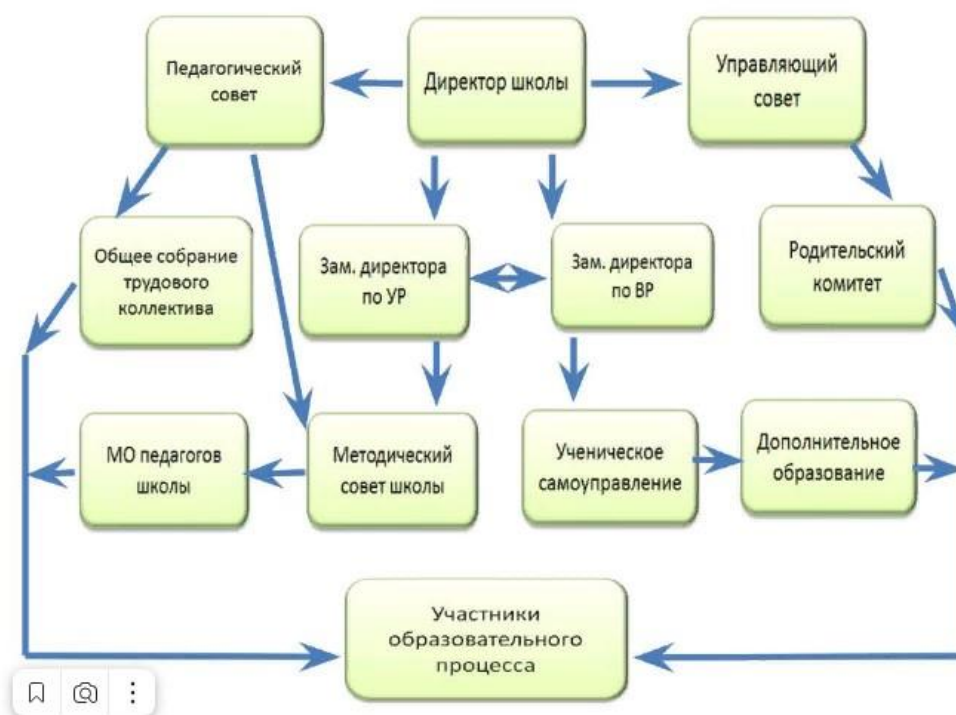 Педагогический
совет
Директор школы
Управляющий
совет
Общее собрание
трудового
коллектива
Зам. директора
по УР
Зам. директора
по ВР
Родительский
комитет
МО педагогов
школы
Методический
совет школы
Ученическое
самоуправление
Дополнительное
образование
Участники
образовательного
процесса